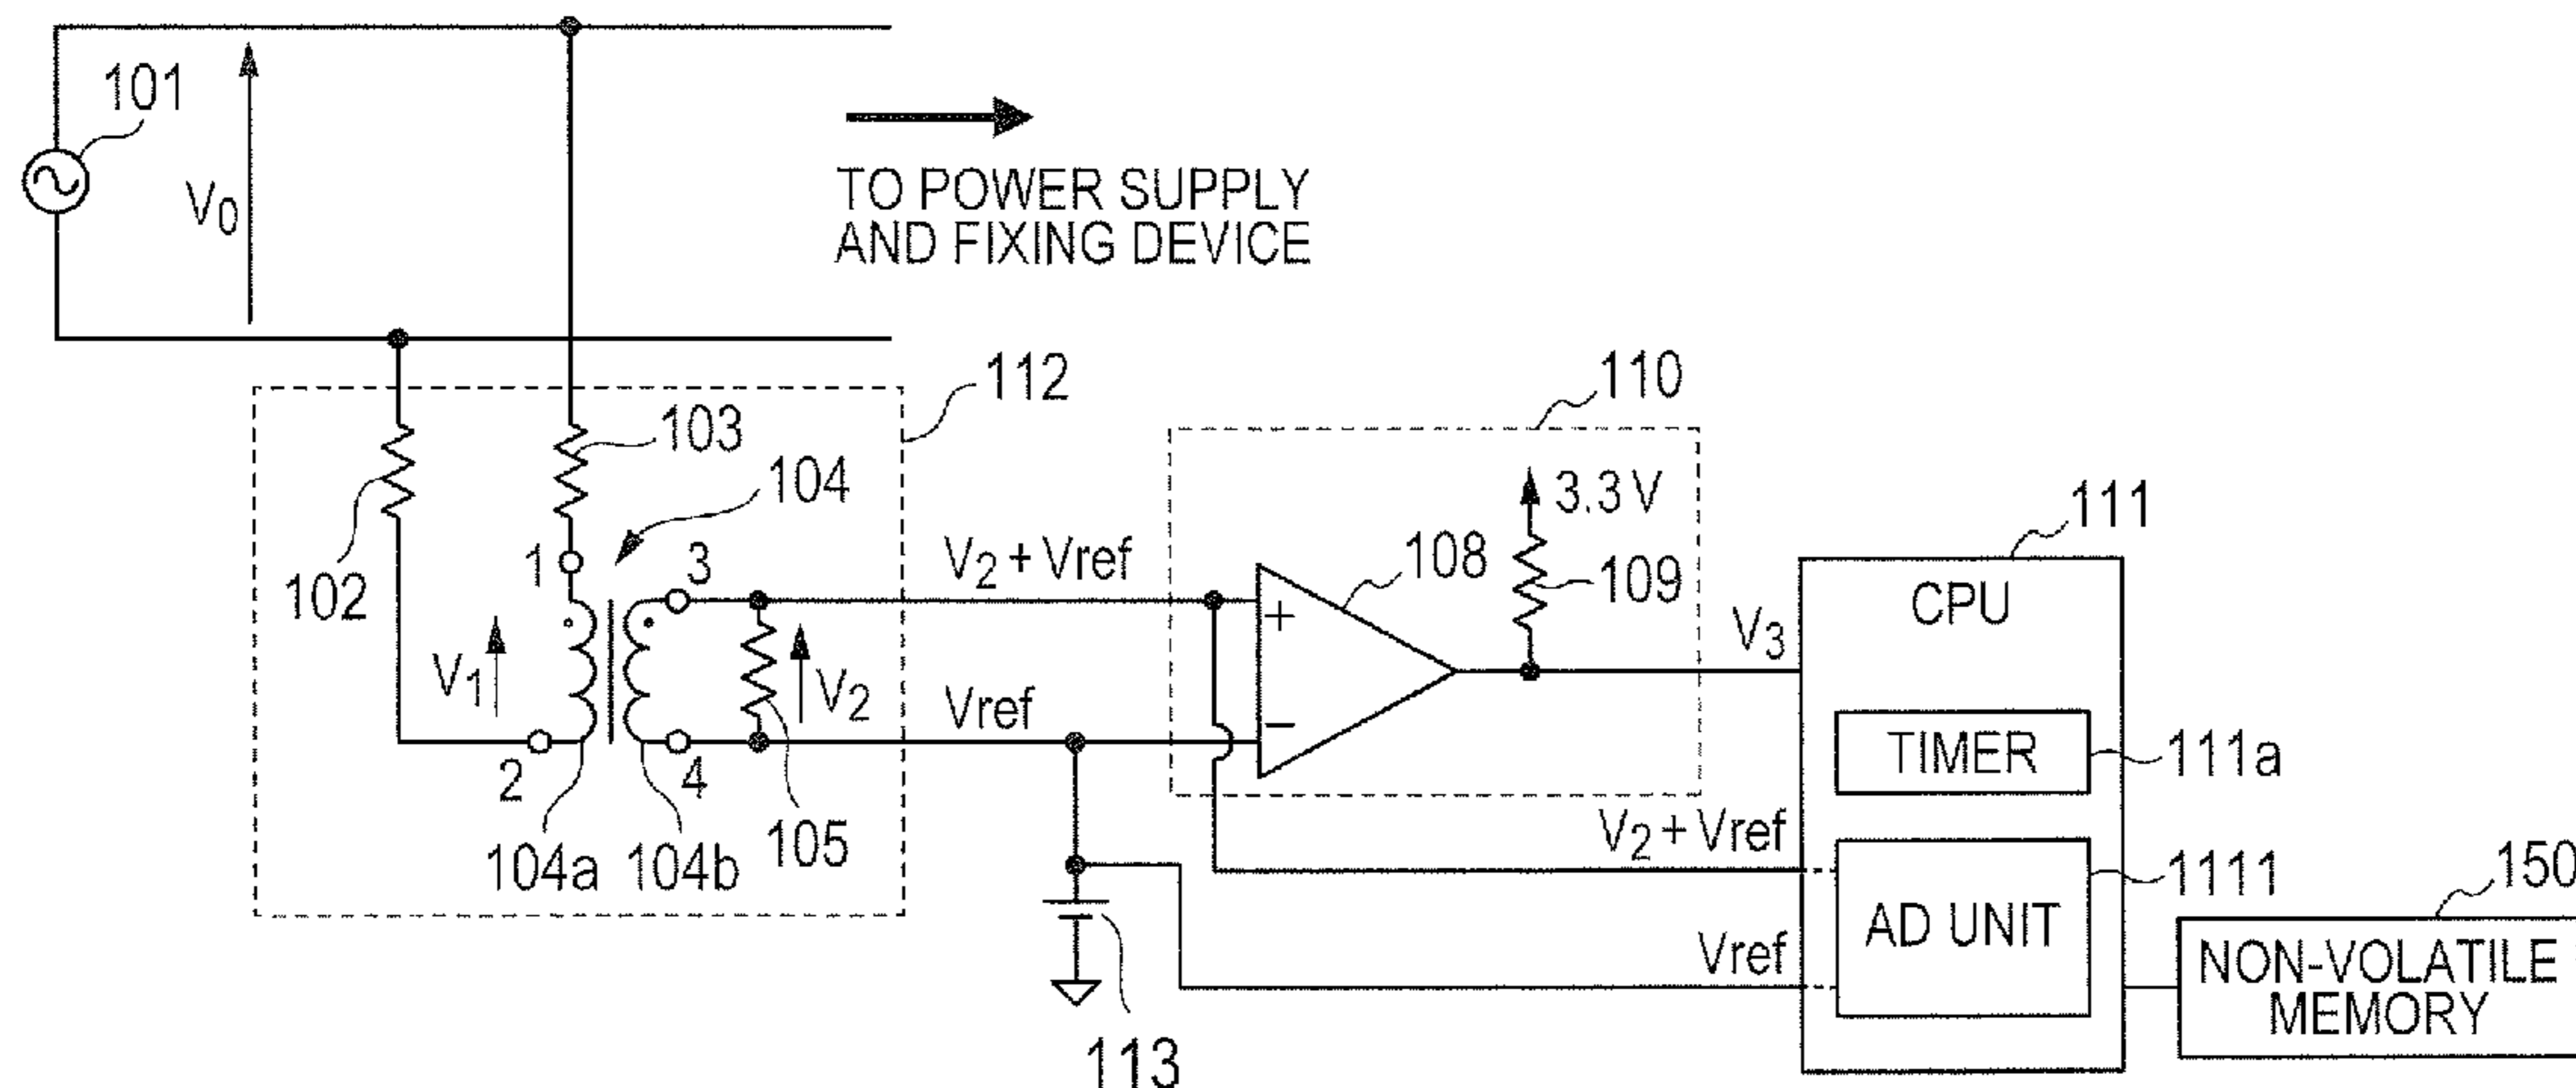 101
V0
TO POWER SUPPLY
AND FIXING DEVICE
112
110
103
102
104
3.3 V
111
1
3
V2 + Vref
108
109
CPU
V3
V1
V2
Vref
TIMER
111a
2
4
105
104a
104b
V2 + Vref
1111
150
AD UNIT
Vref
NON-VOLATILE
MEMORY
113
+
−